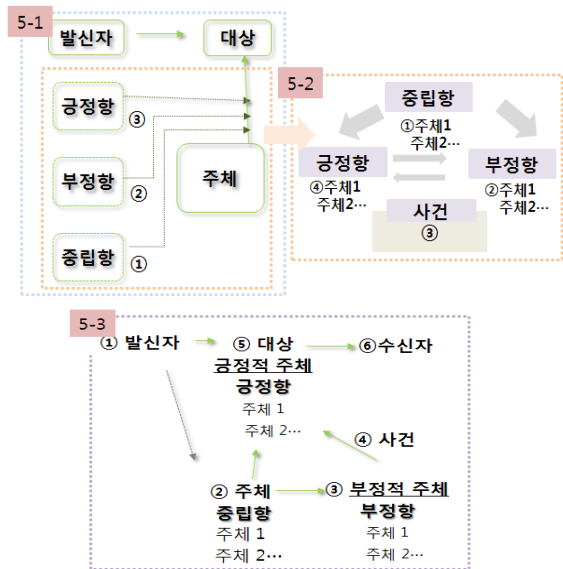 5-1
발신자
대상
긍정항
③
부정항
②
주체
중립항
①
5-2
중립항
①주체1
주체2…
긍정항
④주체1
주체2…
부정항
②주체1
주체2…
사건
③
5-3
① 발신자
⑤ 대상
⑥수신자
긍정적 주체
긍정항
주체 1
주체 2…
④ 사건
② 주체
중립항
주체 1
주체 2…
③ 부정적 주체
부정항
주체 1
주체 2…